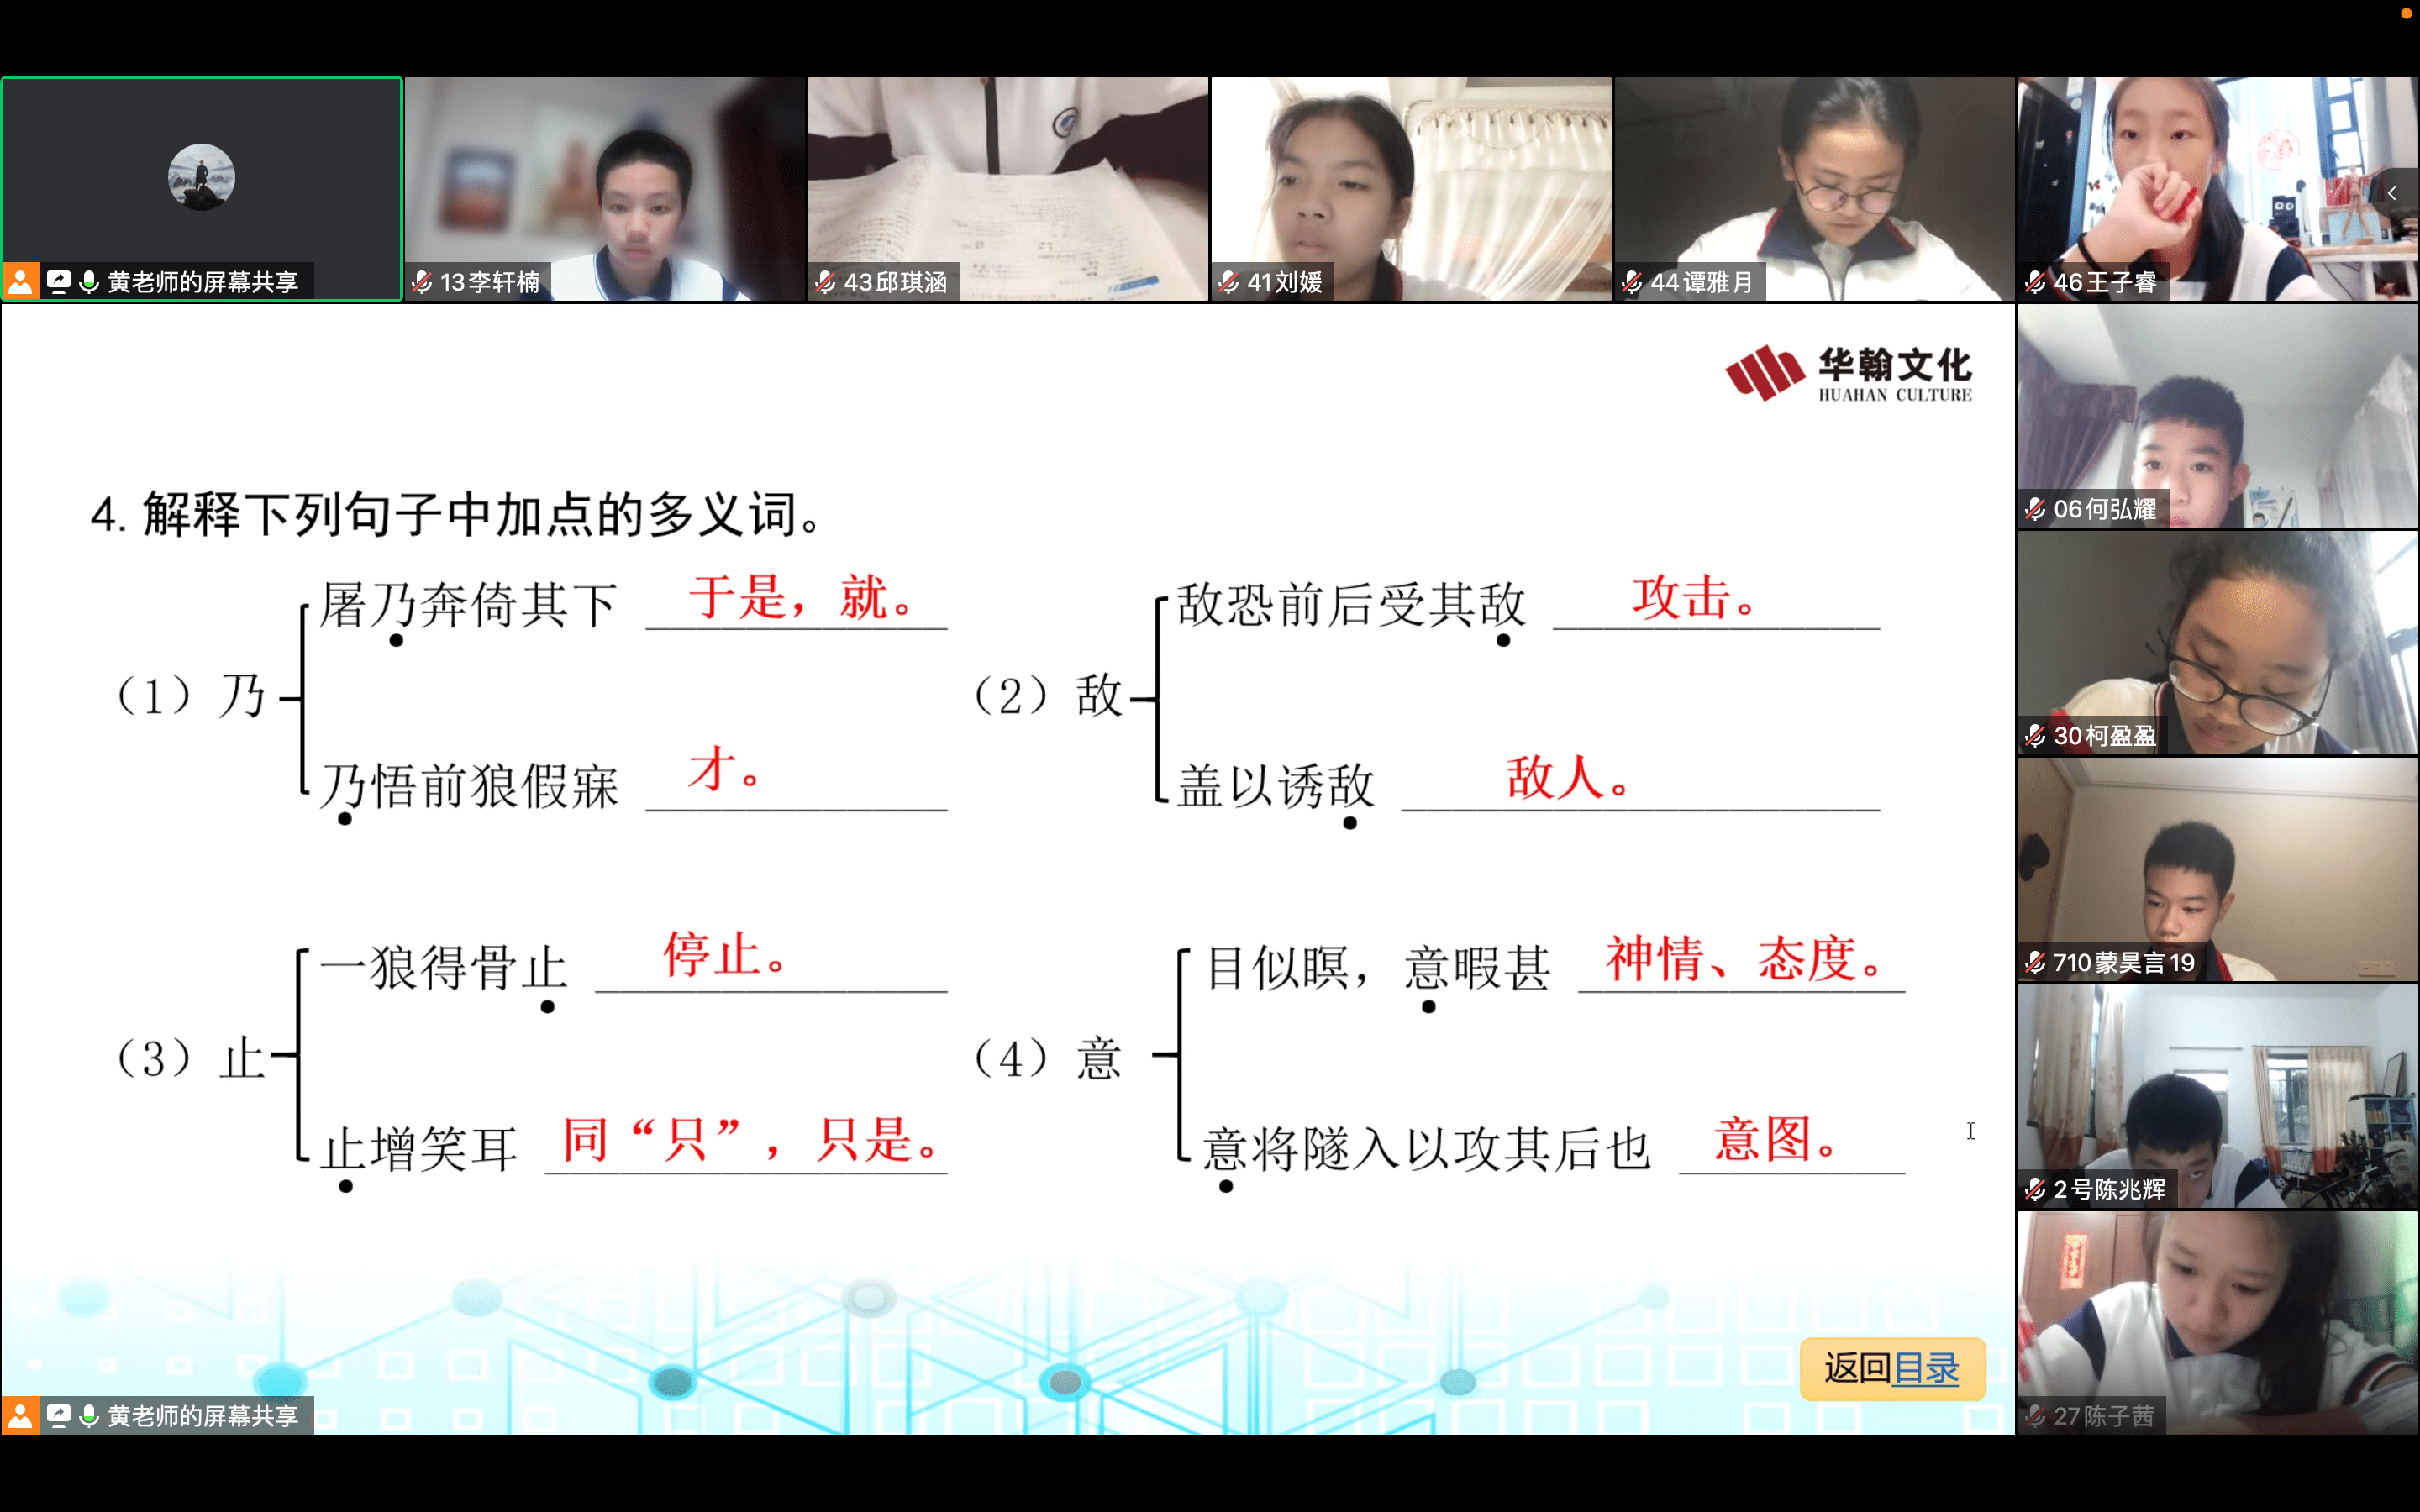 黄老师的屏幕共享
13李轩楠
43邱琪涵
41刘媛
44谭雅月
46王子睿
华翰文化
HUAHAN CULTURE
4. 解释下列句子中加点的多义词。
(1) 乃
屠乃奔倚其下 于是，就。
乃悟前狼假寐 才。
(2) 敌
敌恐前后受其敌 攻击。
盖以诱敌 敌人。
(3) 止
一狼得骨止 停止。
止增笑耳 同“只”，只是。
(4) 意
目似瞑，意暇甚 神情、态度。
意将隧入以攻其后也 意图。
返回目录
黄老师的屏幕共享
06何弘耀
30柯盈盈
710蒙昊言19
2号陈兆辉
27陈子茜